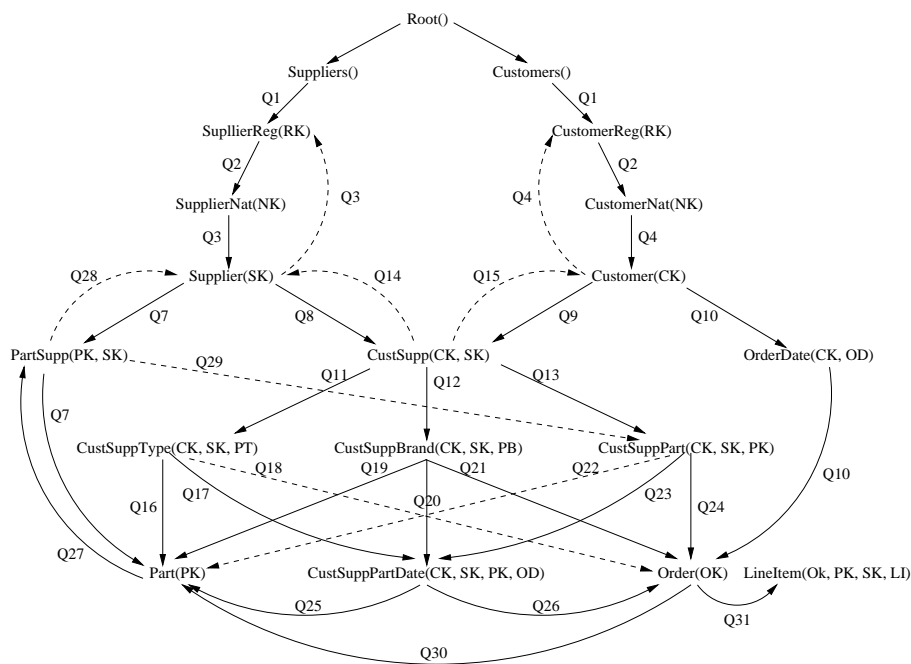 Root()
Suppliers()
Customers()
Q1
Q1
SupllierReg(RK)
CustomerReg(RK)
Q2
Q2
Q3
Q4
SupplierNat(NK)
CustomerNat(NK)
Q3
Q4
Q28
Supplier(SK)
Q14
Q15
Customer(CK)
Q7
Q8
Q9
Q10
PartSupp(PK, SK)
Q29
CustSupp(CK, SK)
OrderDate(CK, OD)
Q11
Q12
Q13
Q7
CustSuppType(CK, SK, PT)
CustSuppBrand(CK, SK, PB)
CustSuppPart(CK, SK, PK)
Q18
Q19
Q21
Q22
Q10
Q16
Q17
Q20
Q23
Q24
Q27
Part(PK)
CustSuppPartDate(CK, SK, PK, OD)
Order(OK)
LineItem(Ok, PK, SK, LI)
Q25
Q26
Q31
Q30